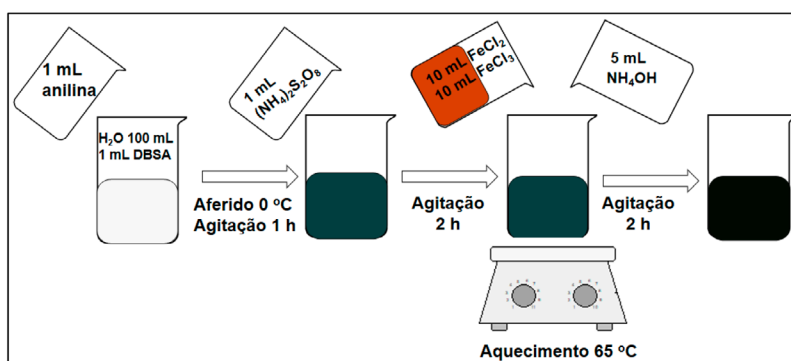 1 mL
anilina
H₂O 100 mL
1 mL DBSA
Aferido 0 ºC
Agitação 1 h
1 mL
(NH₄)₂S₂O₈
10 mL FeCl₂
10 mL FeCl₃
Agitação
2 h
5 mL
NH₄OH
Agitação
2 h
Aquecimento 65 ºC